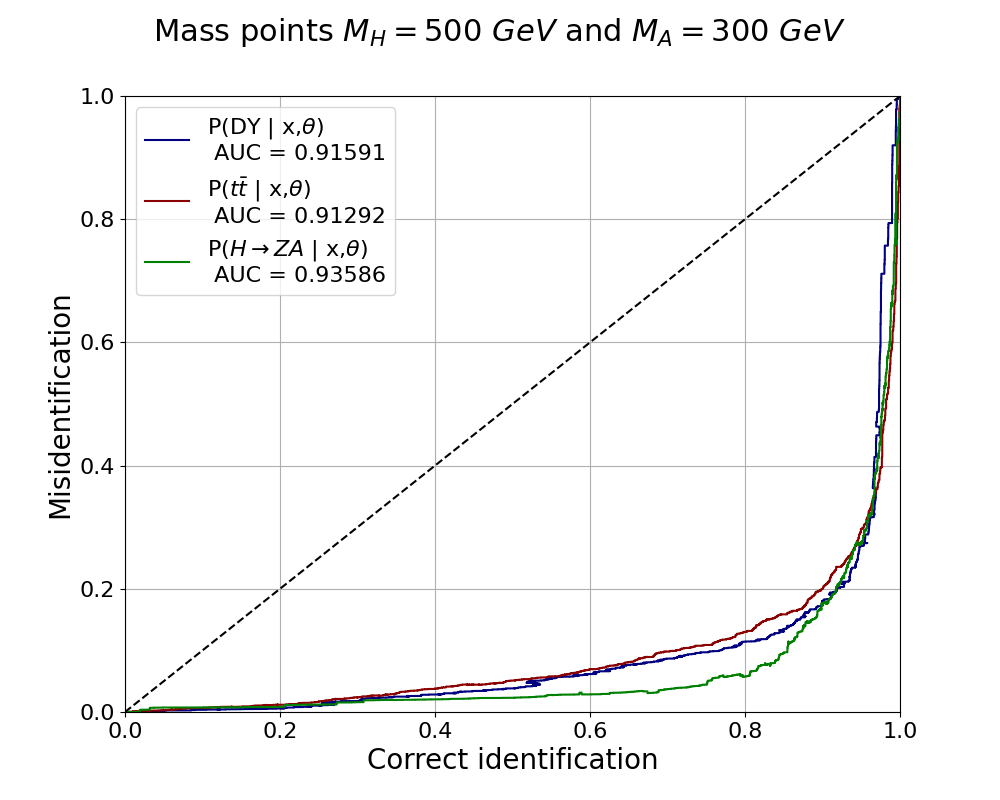 Mass points M_H = 500 GeV and M_A = 300 GeV
1.0
0.8
0.6
0.4
0.2
0.0
Misidentification
P(DY | x,θ)
AUC = 0.91591
P(tt̄ | x,θ)
AUC = 0.91292
P(H → ZA | x,θ)
AUC = 0.93586
0.0 0.2 0.4 0.6 0.8 1.0
Correct identification